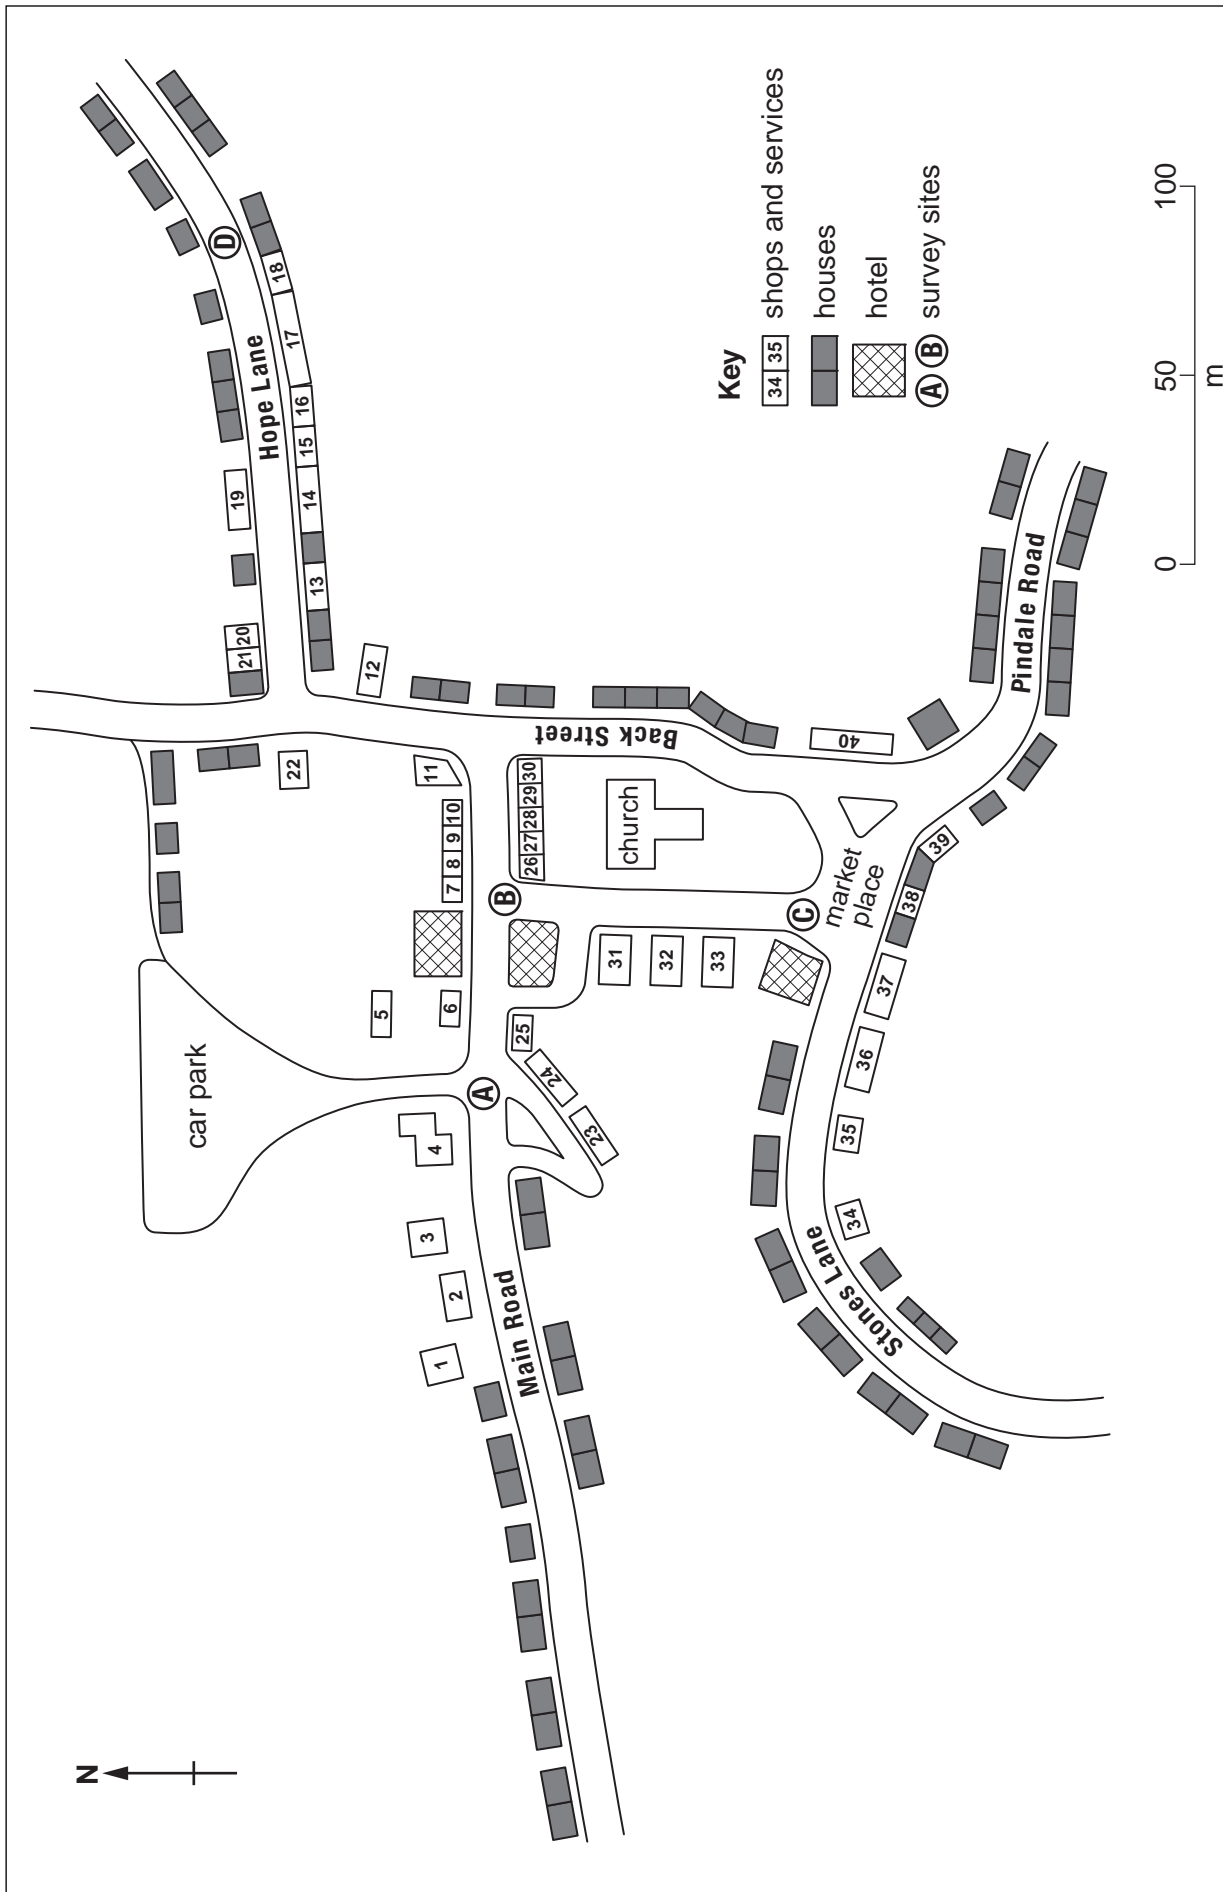 N
car park
church
market
place
Main Road
Hope Lane
Back Street
Stones Lane
Pindale Road
A
B
C
D
1
2
3
4
5
6
7
8
9
10
11
12
13
14
15
16
17
18
19
20
21
22
23
24
25
26
27
28
29
30
31
32
33
34
35
36
37
38
39
40
Key
34 35 shops and services
houses
hotel
A B survey sites
0 50 100
m